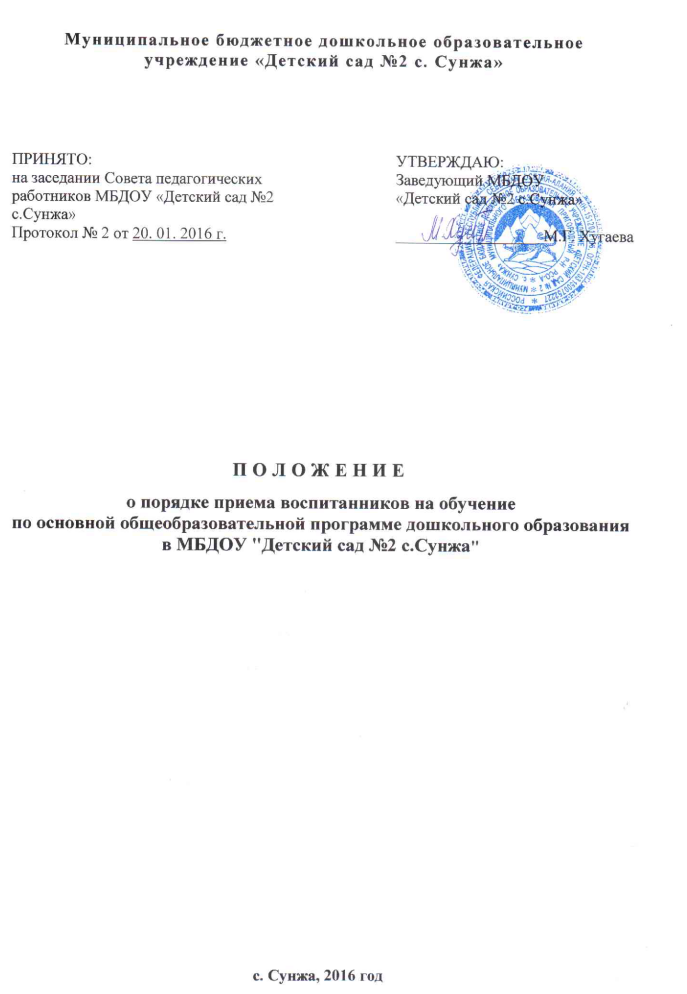 Муниципальное бюджетное дошкольное образовательное
учреждение «Детский сад №2 с. Сунжа»
ПРИНЯТО:
на заседании Совета педагогических
работников МБДОУ «Детский сад №2
с.Сунжа»
Протокол № 2 от 20. 01. 2016 г.
УТВЕРЖДАЮ:
Заведующий МБДОУ
«Детский сад №2 с.Сунжа»
М.Г. Хугаева
П О Л О Ж Е Н И Е
о порядке приема воспитанников на обучение
по основной общеобразовательной программе дошкольного образования
в МБДОУ "Детский сад №2 с.Сунжа"
с. Сунжа, 2016 год